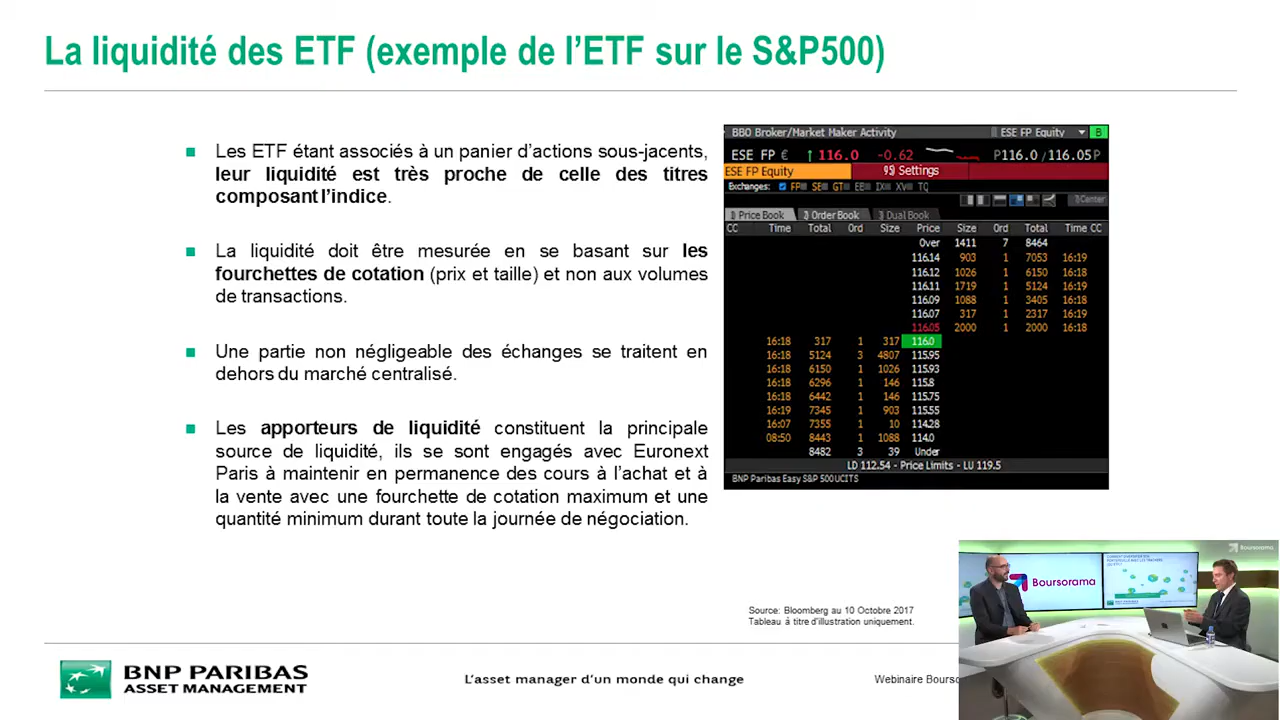 La liquidité des ETF (exemple de l'ETF sur le S&P500)
Les ETF étant associés à un panier d'actions sous-jacents,
leur liquidité est très proche de celle des titres
composant l'indice.
La liquidité doit être mesurée en se basant sur les
fourchettes de cotation (prix et taille) et non aux volumes
de transactions.
Une partie non négligeable des échanges se traitent en
dehors du marché centralisé.
Les apporteurs de liquidité constituent la principale
source de liquidité, ils se sont engagés avec Euronext
Paris à maintenir en permanence des cours à l'achat et à
la vente avec une fourchette de cotation maximum et une
quantité minimum durant toute la journée de négociation.
BBO Broker/Market Maker Activity ESE FP Equity B
ESE FP € ↑ 116.0 -0.62 P116.0 /116.05P
ESE FP Equity 95) Settings
Exchanges: FP SE GT EB IX XV TQ
Center
Price Book Order Book Dual Book
CC Time Total Ord Size Price Size Ord Total Time CC
Over 1411 7 8464
116.14 903 1 7053 16:19
116.12 1026 1 6150 16:18
116.11 1719 1 5124 16:19
116.09 1088 1 3405 16:18
116.07 317 1 2317 16:19
116.05 2000 1 2000 16:18
16:18 317 1 317 116.0
16:18 5124 3 4807 115.95
16:18 6150 1 1026 115.93
16:18 6296 1 146 115.8
16:18 6442 1 146 115.75
16:19 7345 1 903 115.55
16:07 7355 1 10 114.28
08:50 8443 1 1088 114.0
8482 3 39 Under
LD 112.54 - Price Limits - LU 119.5
BNP Paribas Easy S&P 500UCITS
Source: Bloomberg au 10 Octobre 2017
Tableau à titre d'illustration uniquement.
Boursorama
Boursorama
BNP PARIBAS
ASSET MANAGEMENT
L'asset manager d'un monde qui change
Webinaire Bourso